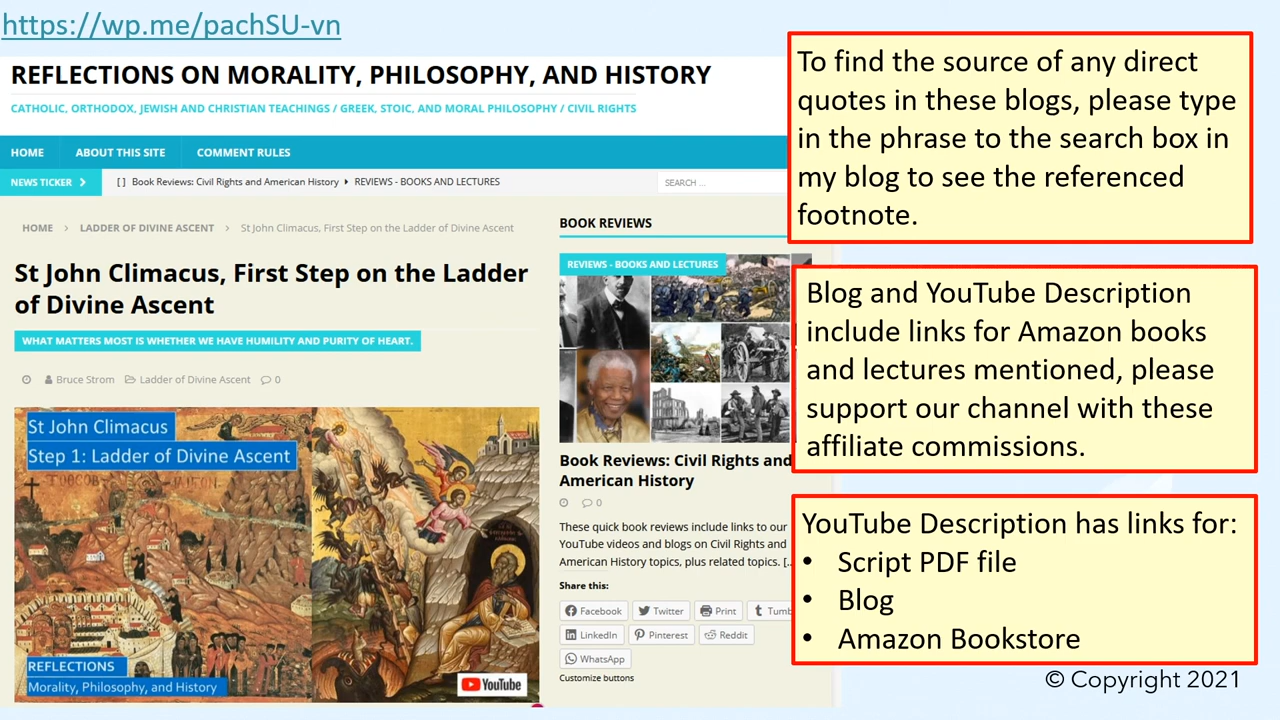 https://wp.me/pachSU-vn
REFLECTIONS ON MORALITY, PHILOSOPHY, AND HISTORY
CATHOLIC, ORTHODOX, JEWISH AND CHRISTIAN TEACHINGS / GREEK, STOIC, AND MORAL PHILOSOPHY / CIVIL RIGHTS
HOME ABOUT THIS SITE COMMENT RULES
NEWS TICKER [ ] Book Reviews: Civil Rights and American History REVIEWS - BOOKS AND LECTURES
SEARCH ...
HOME > LADDER OF DIVINE ASCENT > St John Climacus, First Step on the Ladder of Divine Ascent
St John Climacus, First Step on the Ladder
of Divine Ascent
WHAT MATTERS MOST IS WHETHER WE HAVE HUMILITY AND PURITY OF HEART.
Bruce Strom Ladder of Divine Ascent 0
St John Climacus
Step 1: Ladder of Divine Ascent
REFLECTIONS
Morality, Philosophy, and History
YouTube
BOOK REVIEWS
REVIEWS - BOOKS AND LECTURES
Book Reviews: Civil Rights and
American History
0
These quick book reviews include links to our
YouTube videos and blogs on Civil Rights and
American History topics, plus related topics. [..
Share this:
Facebook Twitter Print Tumb
LinkedIn Pinterest Reddit
WhatsApp
Customize buttons
To find the source of any direct
quotes in these blogs, please type
in the phrase to the search box in
my blog to see the referenced
footnote.
Blog and YouTube Description
include links for Amazon books
and lectures mentioned, please
support our channel with these
affiliate commissions.
YouTube Description has links for:
• Script PDF file
• Blog
• Amazon Bookstore
© Copyright 2021